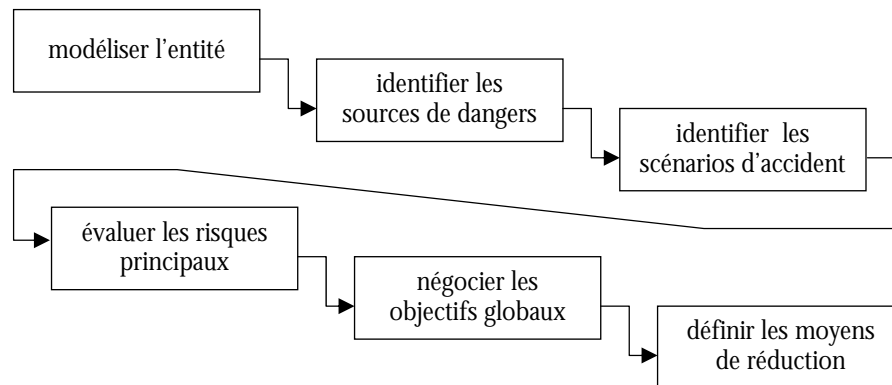 modéliser l’entité
identifier les
sources de dangers
identifier les
scénarios d’accident
évaluer les risques
principaux
négocier les
objectifs globaux
définir les moyens
de réduction